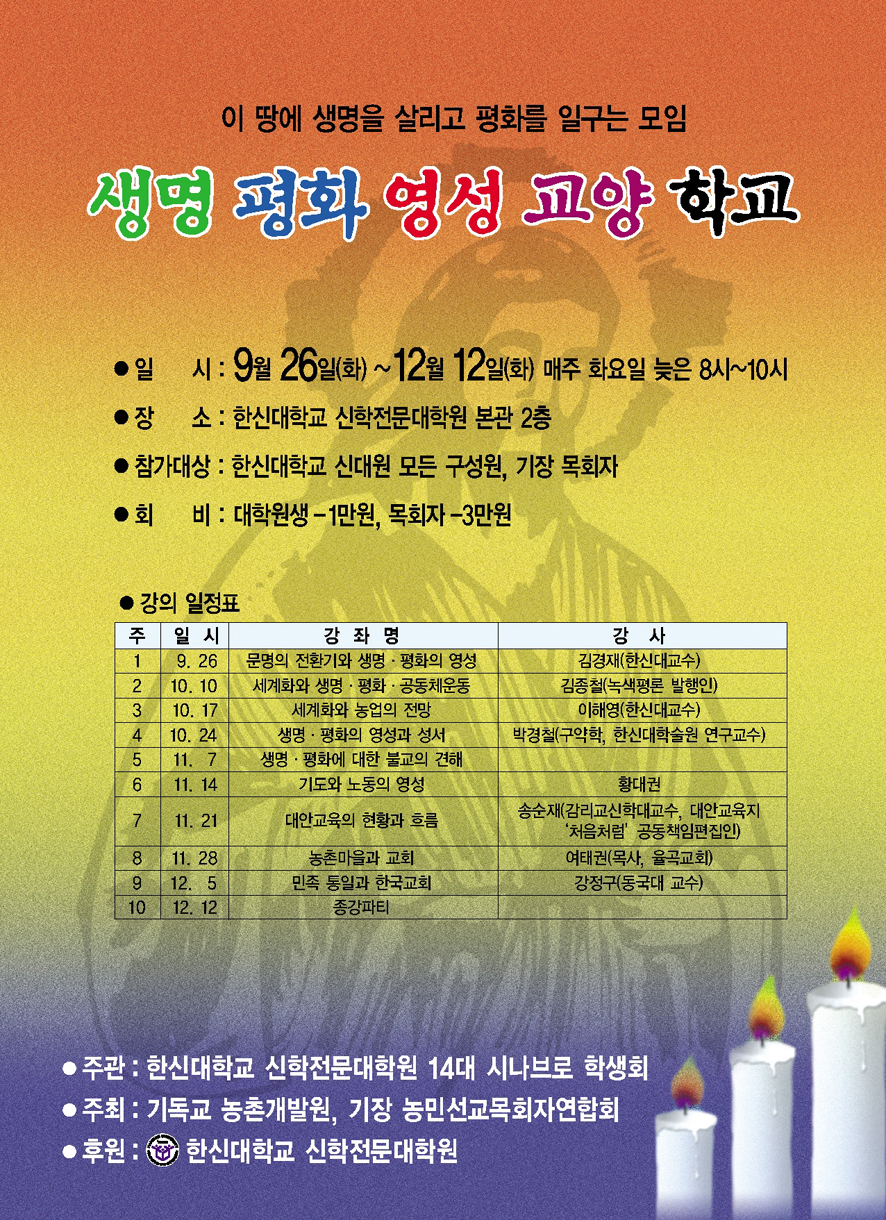 이 땅에 생명을 살리고 평화를 일구는 모임
생명 평화 영성 교양 학교
● 일 시 : 9월 26일(화) ~12월 12일(화) 매주 화요일 늦은 8시~10시
● 장 소 : 한신대학교 신학전문대학원 본관 2층
● 참가대상 : 한신대학교 신대원 모든 구성원, 기장 목회자
● 회 비 : 대학원생 – 1만원, 목회자 –3만원
● 강의 일정표
주 일 시 강 좌 명 강 사
1 9. 26 문명의 전환기와 생명 · 평화의 영성 김경재(한신대교수)
2 10. 10 세계화와 생명 · 평화 · 공동체운동 김종철(녹색평론 발행인)
3 10. 17 세계화와 농업의 전망 이해영(한신대교수)
4 10. 24 생명 · 평화의 영성과 성서 박경철(구약학, 한신대학술원 연구교수)
5 11. 7 생명 · 평화에 대한 불교의 견해
6 11. 14 기도와 노동의 영성 황대권
7 11. 21 대안교육의 현황과 흐름 송순재(감리교신학대교수, 대안교육지
'처음처럼' 공동책임편집인)
8 11. 28 농촌마을과 교회 여태권(목사, 율곡교회)
9 12. 5 민족 통일과 한국교회 강정구(동국대 교수)
10 12. 12 종강파티
● 주관 : 한신대학교 신학전문대학원 14대 시나브로 학생회
● 주최 : 기독교 농촌개발원, 기장 농민선교목회자연합회
● 후원 : 한신대학교 신학전문대학원